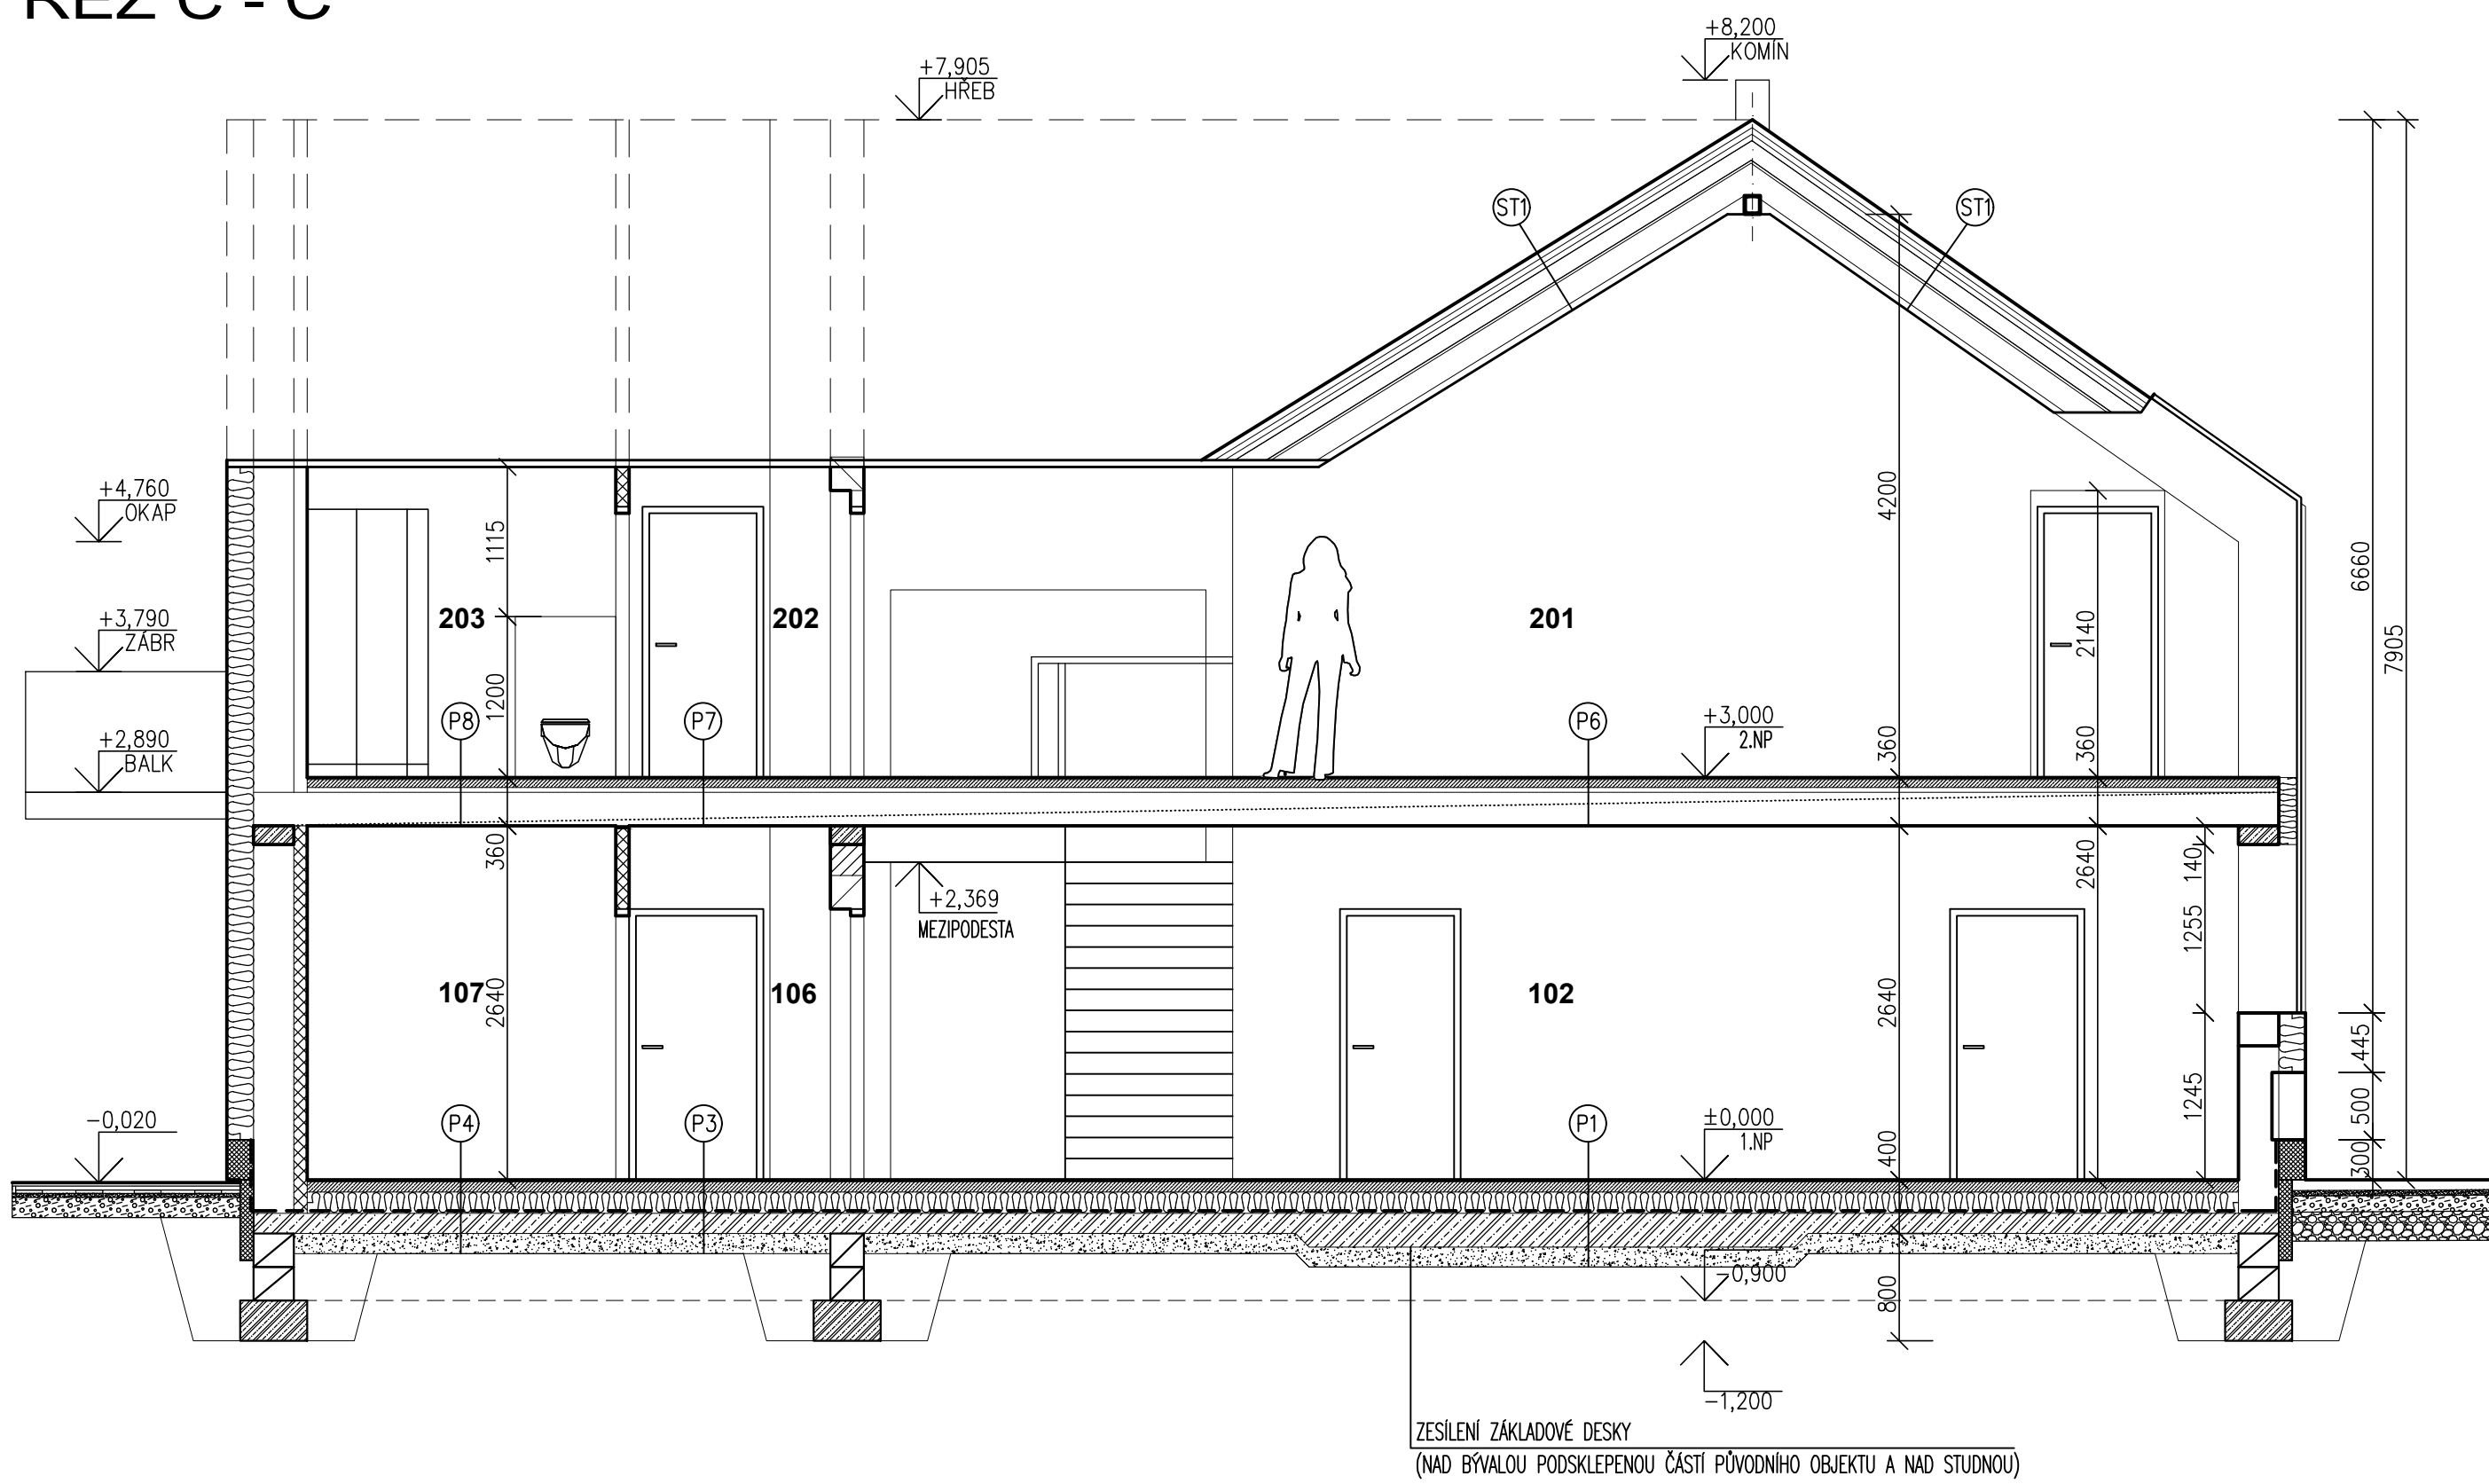 ŘEZ C - C
+8,200
KOMÍN
+7,905
HŘEB
ST1
ST1
+4,760
OKAP
1115
4200
6660
7905
203
202
201
2140
+3,790
ZÁBR
1200
P8
P7
P6
+3,000
2.NP
360
360
+2,890
BALK
360
2640
140
+2,369
MEZIPODESTA
1255
107
2640
106
102
2640
445
1245
500
-0,020
P4
P3
P1
±0,000
1.NP
400
300
-0,900
800
-1,200
ZESÍLENÍ ZÁKLADOVÉ DESKY
(NAD BÝVALOU PODSKLEPENOU ČÁSTÍ PŮVODNÍHO OBJEKTU A NAD STUDNOU)